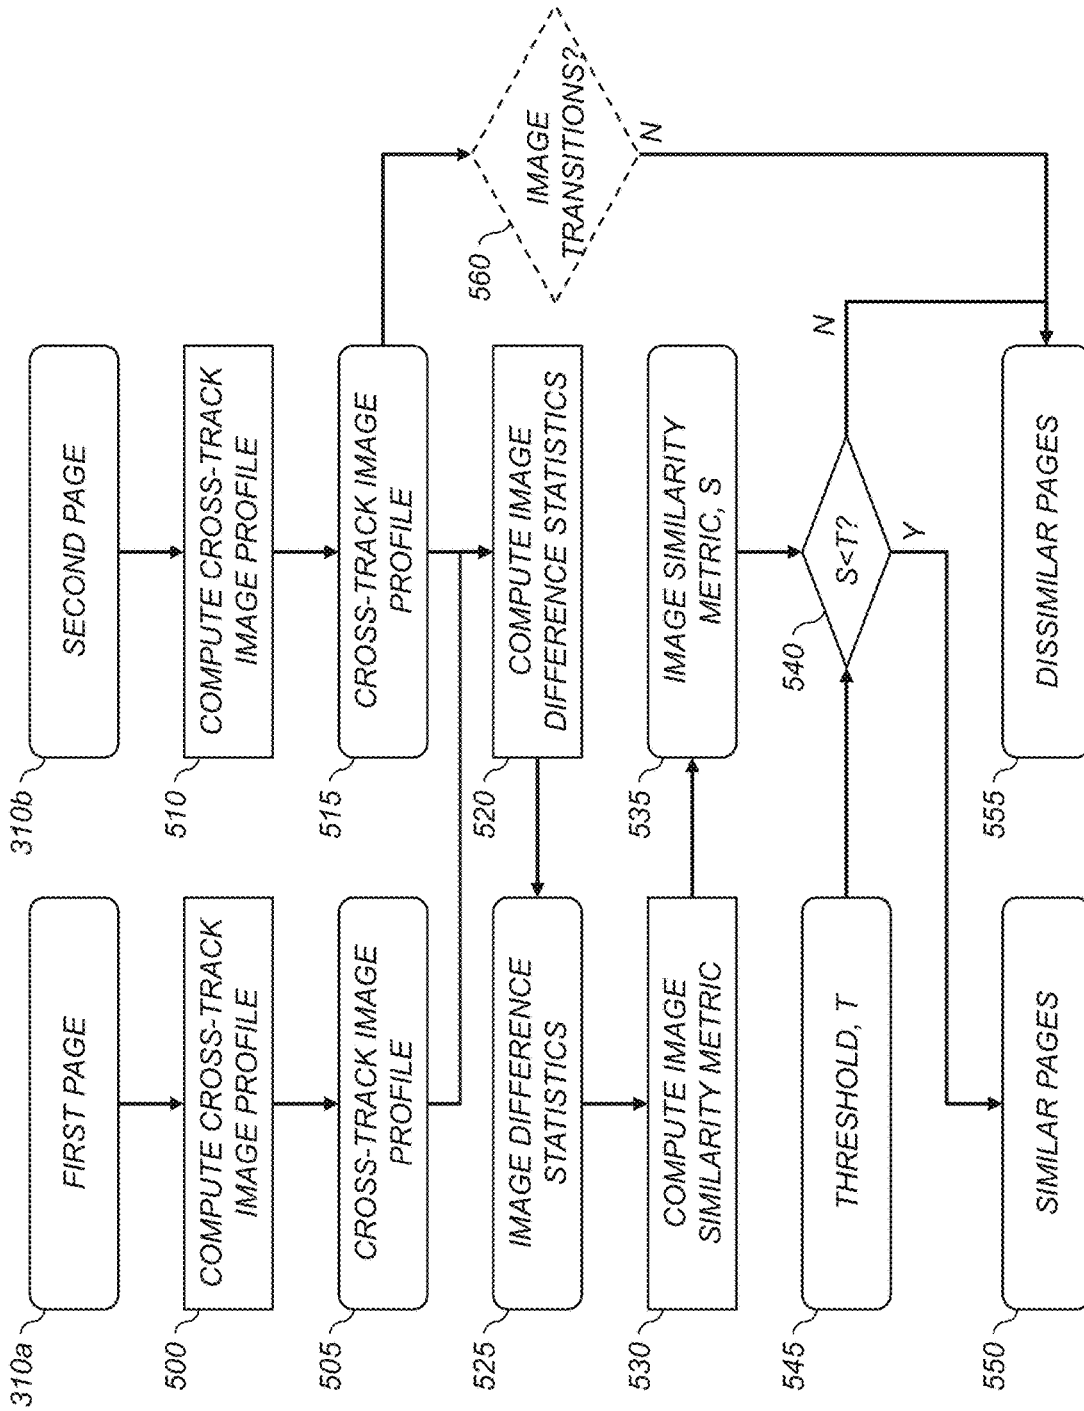 310a
FIRST PAGE
310b
SECOND PAGE
500
COMPUTE CROSS-TRACK
IMAGE PROFILE
510
COMPUTE CROSS-TRACK
IMAGE PROFILE
505
CROSS-TRACK IMAGE
PROFILE
515
CROSS-TRACK IMAGE
PROFILE
525
IMAGE DIFFERENCE
STATISTICS
520
COMPUTE IMAGE
DIFFERENCE STATISTICS
560
IMAGE
TRANSITIONS?
N
530
COMPUTE IMAGE
SIMILARITY METRIC
535
IMAGE SIMILARITY
METRIC, S
545
THRESHOLD, T
540
S<T?
N
Y
550
SIMILAR PAGES
555
DISSIMILAR PAGES